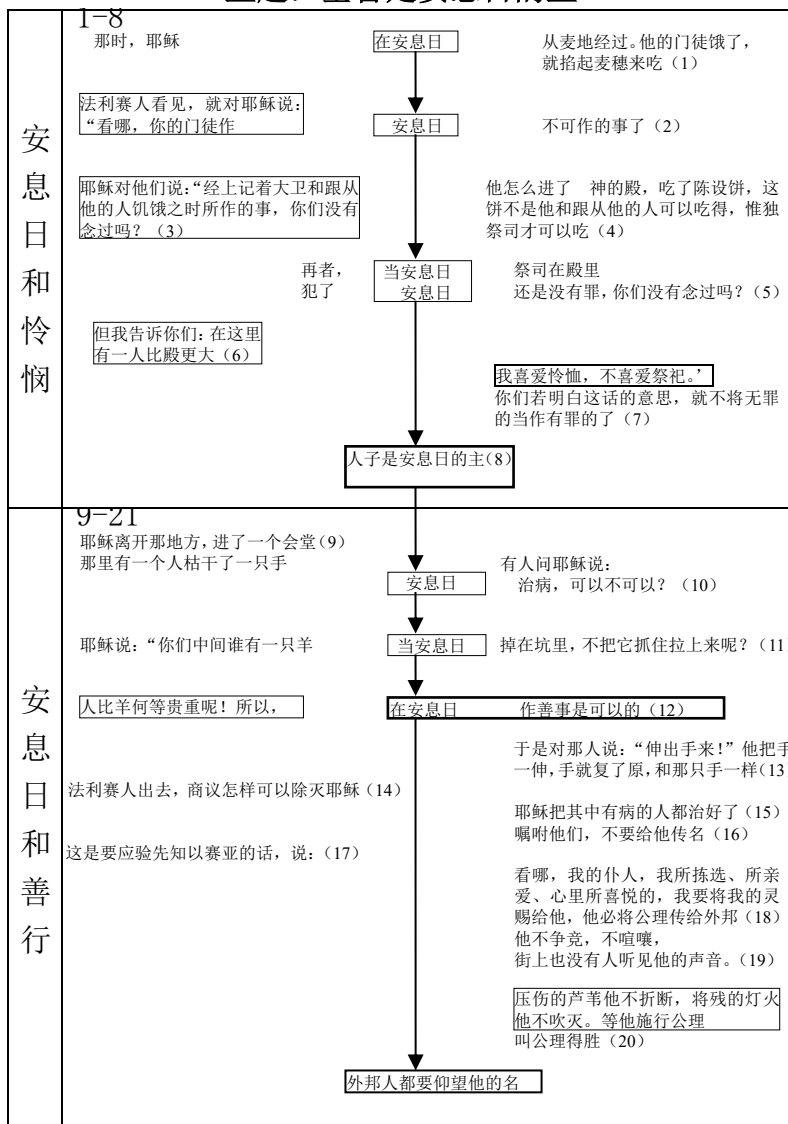 安息日和怜悯
1-8
那时，耶稣 在安息日 从麦地经过。他的门徒饿了，
就掐起麦穗来吃（1）
法利赛人看见，就对耶稣说：
“看哪，你的门徒作 安息日 不可作的事了（2）
耶稣对他们说：“经上记着大卫和跟从
他的人饥饿之时所作的事，你们没有
念过吗？（3）
他怎么进了　神的殿，吃了陈设饼，这
饼不是他和跟从他的人可以吃得，惟独
祭司才可以吃（4）
再者， 当安息日 祭司在殿里
犯了 安息日 还是没有罪，你们没有念过吗？（5）
但我告诉你们：在这里
有一人比殿更大（6）
我喜爱怜恤，不喜爱祭祀。’
你们若明白这话的意思，就不将无罪
的当作有罪的了（7）
人子是安息日的主(8)
安息日和善行
9-21
耶稣离开那地方，进了一个会堂(9)
那里有一个人枯干了一只手 有人问耶稣说：
安息日 治病，可以不可以？（10）
耶稣说：“你们中间谁有一只羊 当安息日 掉在坑里，不把它抓住拉上来呢？（11
人比羊何等贵重呢！所以， 在安息日 作善事是可以的（12）
于是对那人说：“伸出手来！”他把手
一伸，手就复了原，和那只手一样(13
法利赛人出去，商议怎样可以除灭耶稣（14）
耶稣把其中有病的人都治好了（15）
嘱咐他们，不要给他传名（16）
这是要应验先知以赛亚的话，说：（17）
看哪，我的仆人，我所拣选、所亲
爱、心里所喜悦的，我要将我的灵
赐给他，他必将公理传给外邦（18）
他不争竞，不喧嚷，
街上也没有人听见他的声音。（19）
压伤的芦苇他不折断，将残的灯火
他不吹灭。等他施行公理
叫公理得胜（20）
外邦人都要仰望他的名